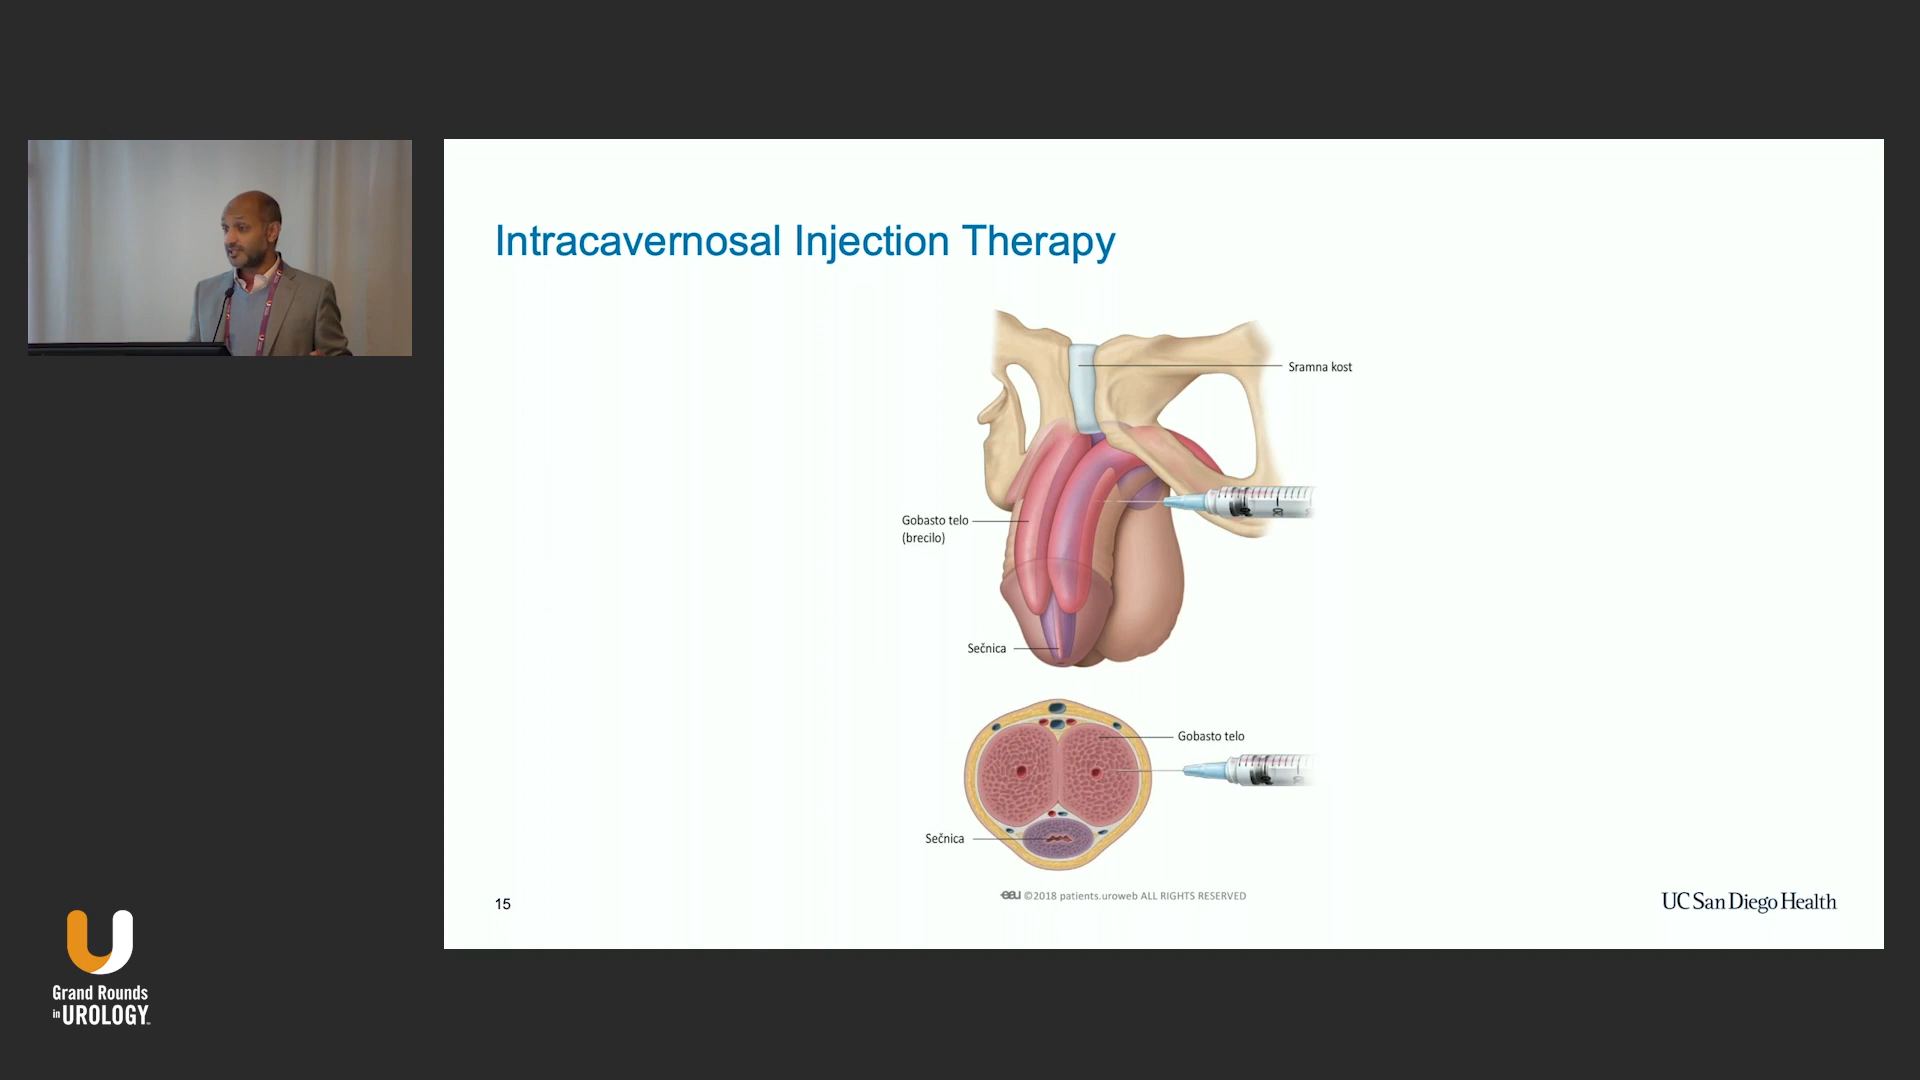 Intracavernosal Injection Therapy
Sramna kost
Gobasto telo
(brecilo)
Sečnica
Gobasto telo
Sečnica
eau ©2018 patients.uroweb ALL RIGHTS RESERVED
15
UC San Diego Health
Grand Rounds
in UROLOGY